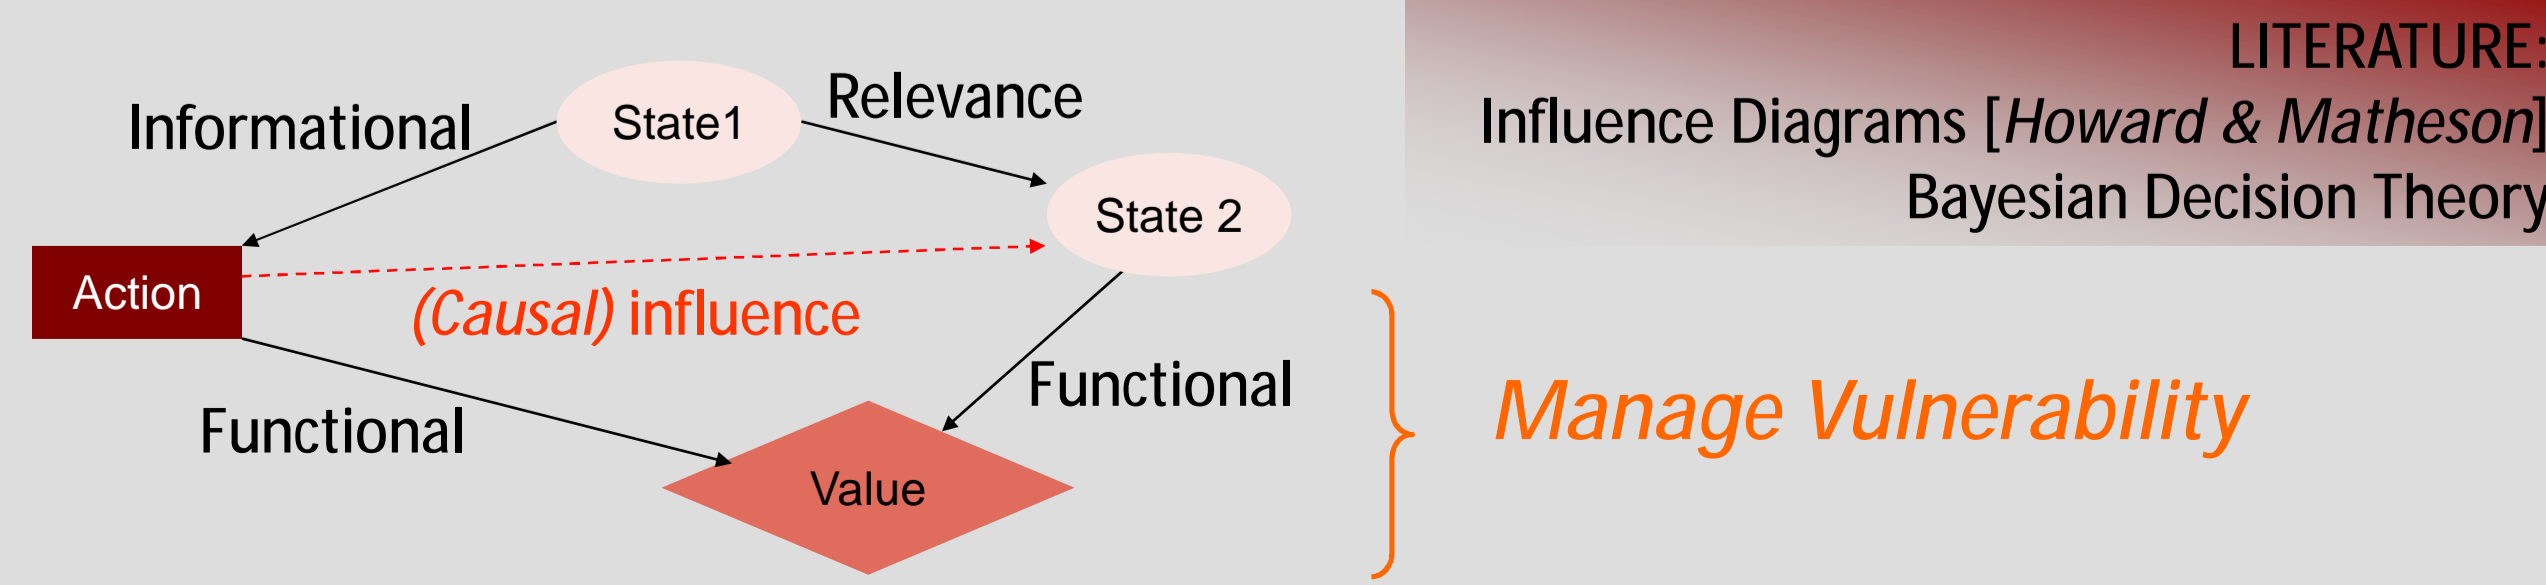 LITERATURE:
Influence Diagrams [Howard & Matheson]
Bayesian Decision Theory
Informational
State1
Relevance
State 2
Action
(Causal) influence
Functional
Functional
Value
Manage Vulnerability